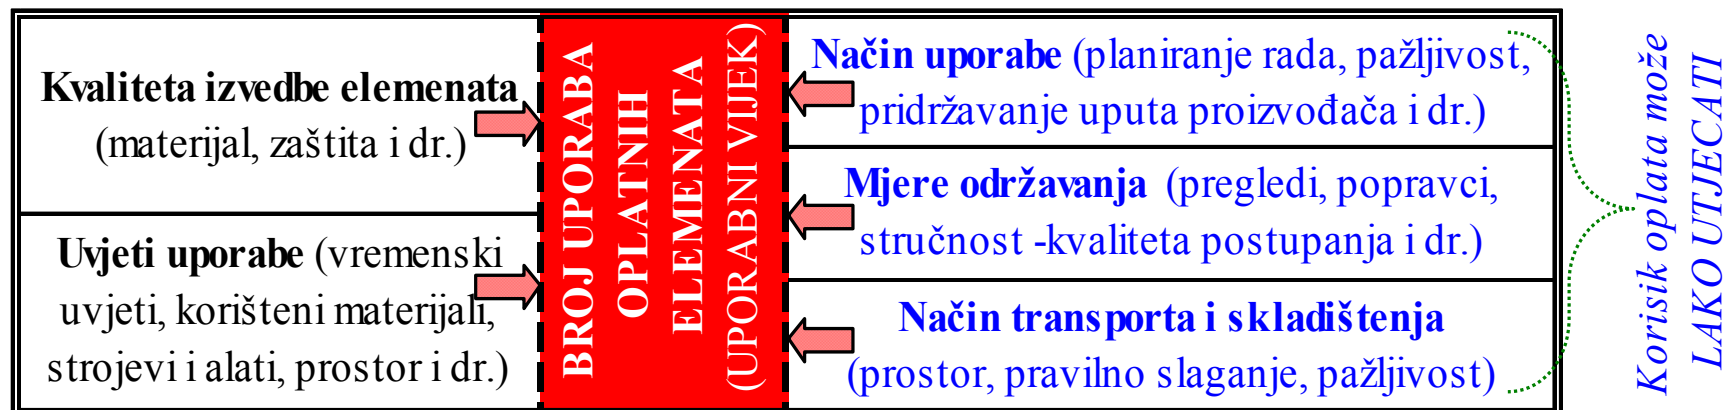 Kvaliteta izvedbe elemenata
(materijal, zaštita i dr.)
Uvjeti uporabe (vremenski
uvjeti, korišteni materijali,
strojevi i alati, prostor i dr.)
BROJ UPORABA
OPLATNIH
ELEMENATA
(UPORABNI VIJEK)
Način uporabe (planiranje rada, pažljivost,
pridržavanje uputa proizvođača i dr.)
Mjere održavanja (pregledi, popravci,
stručnost -kvaliteta postupanja i dr.)
Način transporta i skladištenja
(prostor, pravilno slaganje, pažljivost)
Korisik oplata može
LAKO UTJECATI